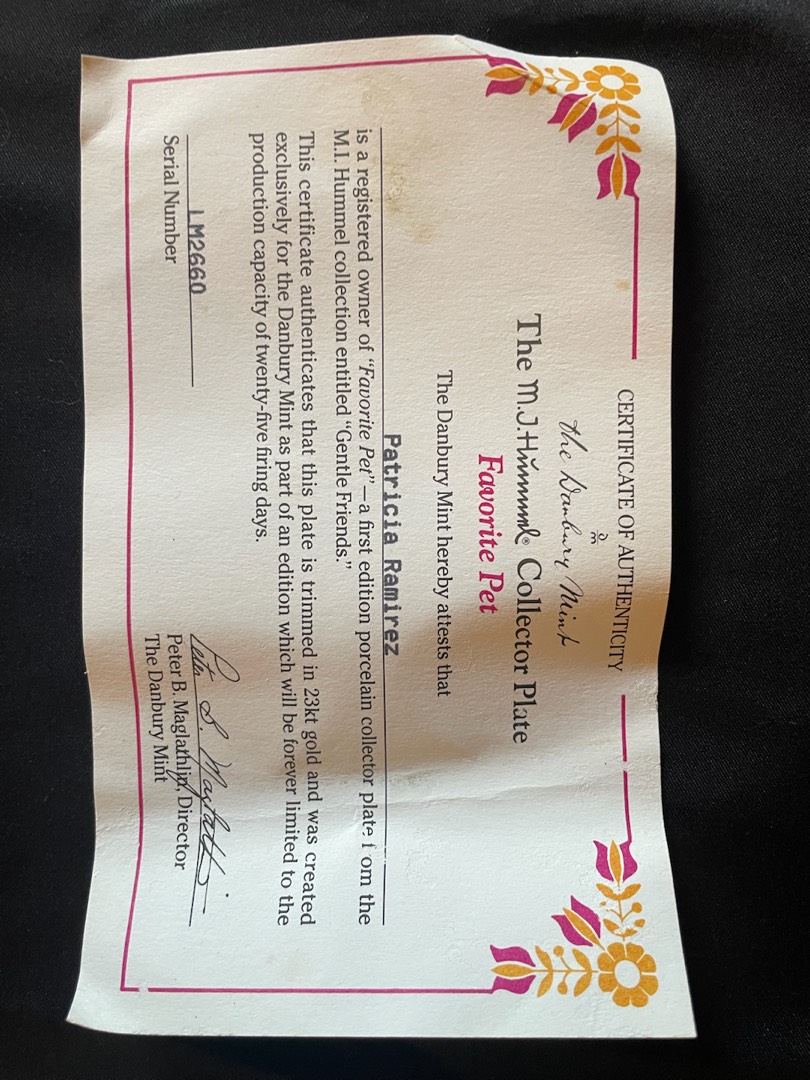 CERTIFICATE OF AUTHENTICITY
The Danbury Mint
The M.J.Hümmel® Collector Plate
Favorite Pet
The Danbury Mint hereby attests that
Patricia Ramirez
is a registered owner of "Favorite Pet"—a first edition porcelain collector plate from the
M.I. Hummel collection entitled "Gentle Friends."
This certificate authenticates that this plate is trimmed in 23kt gold and was created
exclusively for the Danbury Mint as part of an edition which will be forever limited to the
production capacity of twenty-five firing days.
LM2660
Serial Number
Peter B. Maglathlin
Peter B. Maglathlin, Director
The Danbury Mint